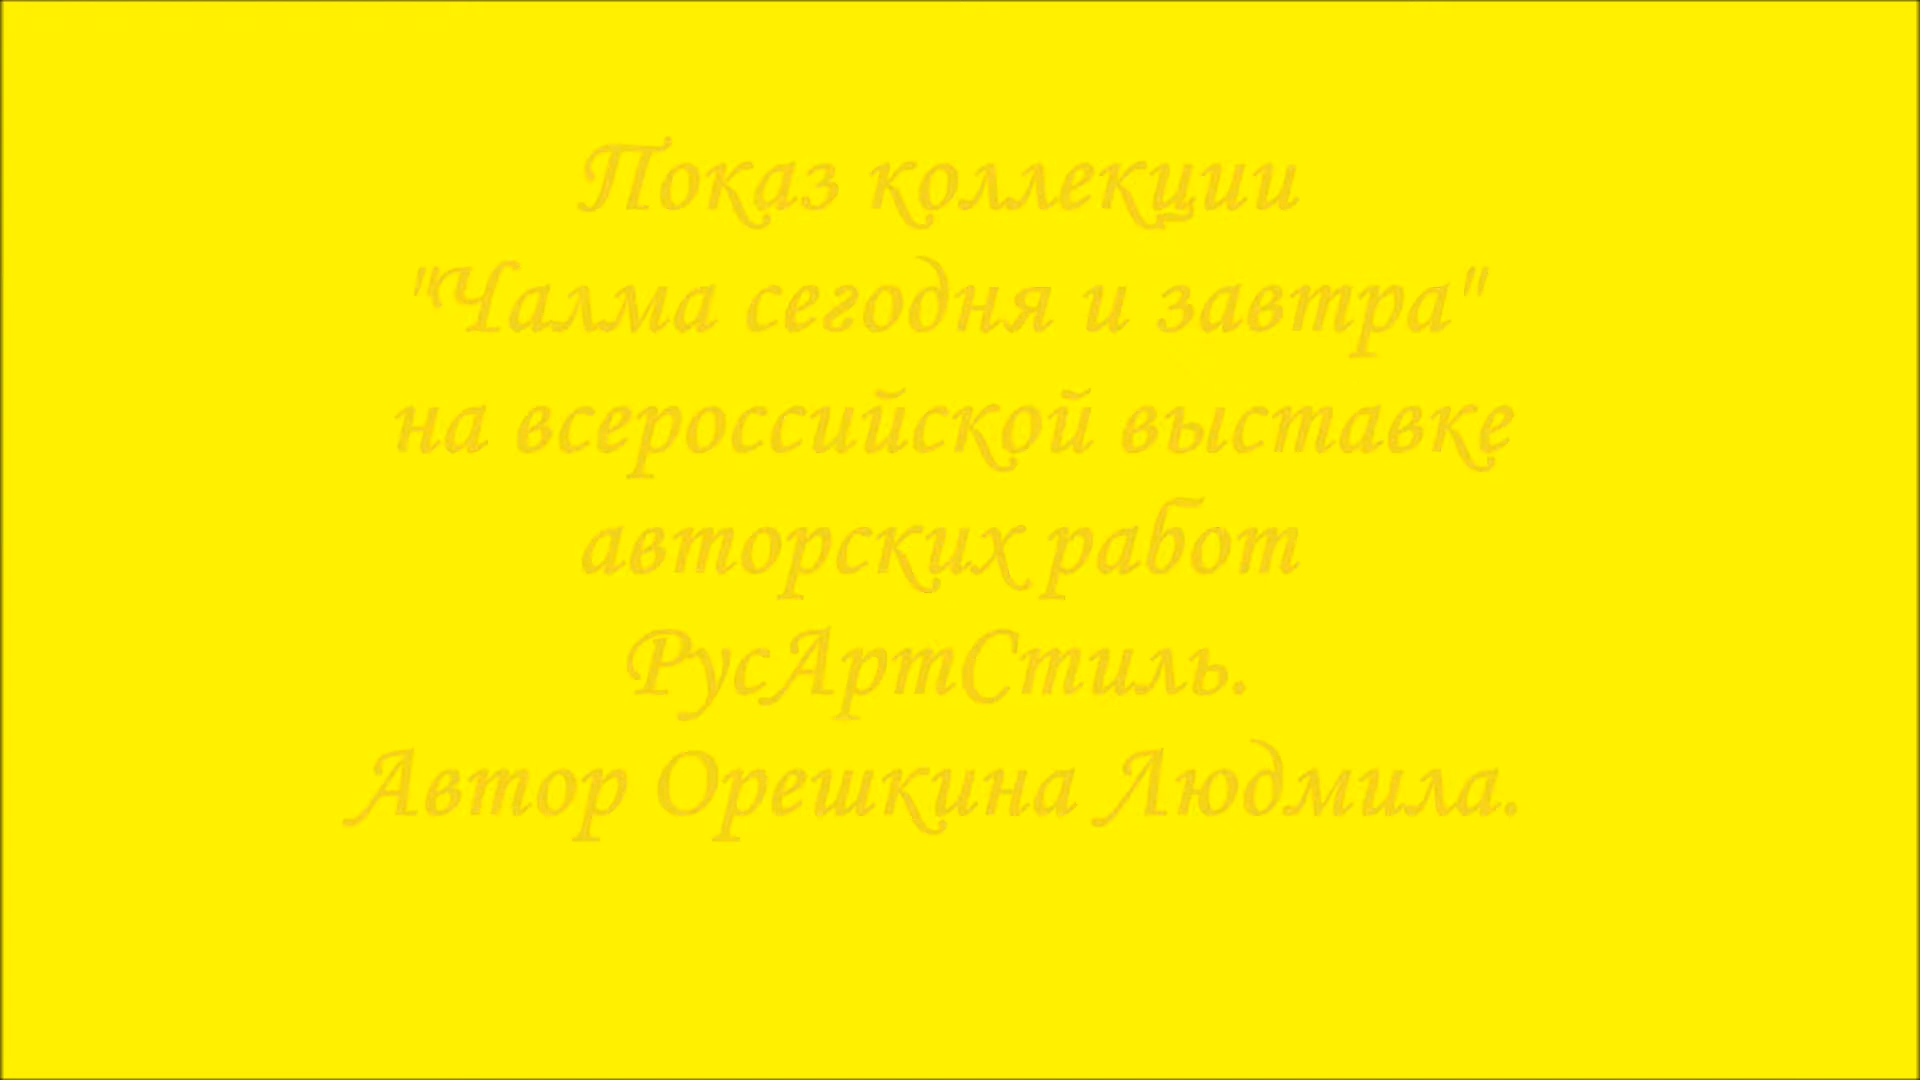 Показ коллекции
"Чалма сегодня и завтра"
на всероссийской выставке
авторских работ
РусАртСтиль.
Автор Орешкина Людмила.